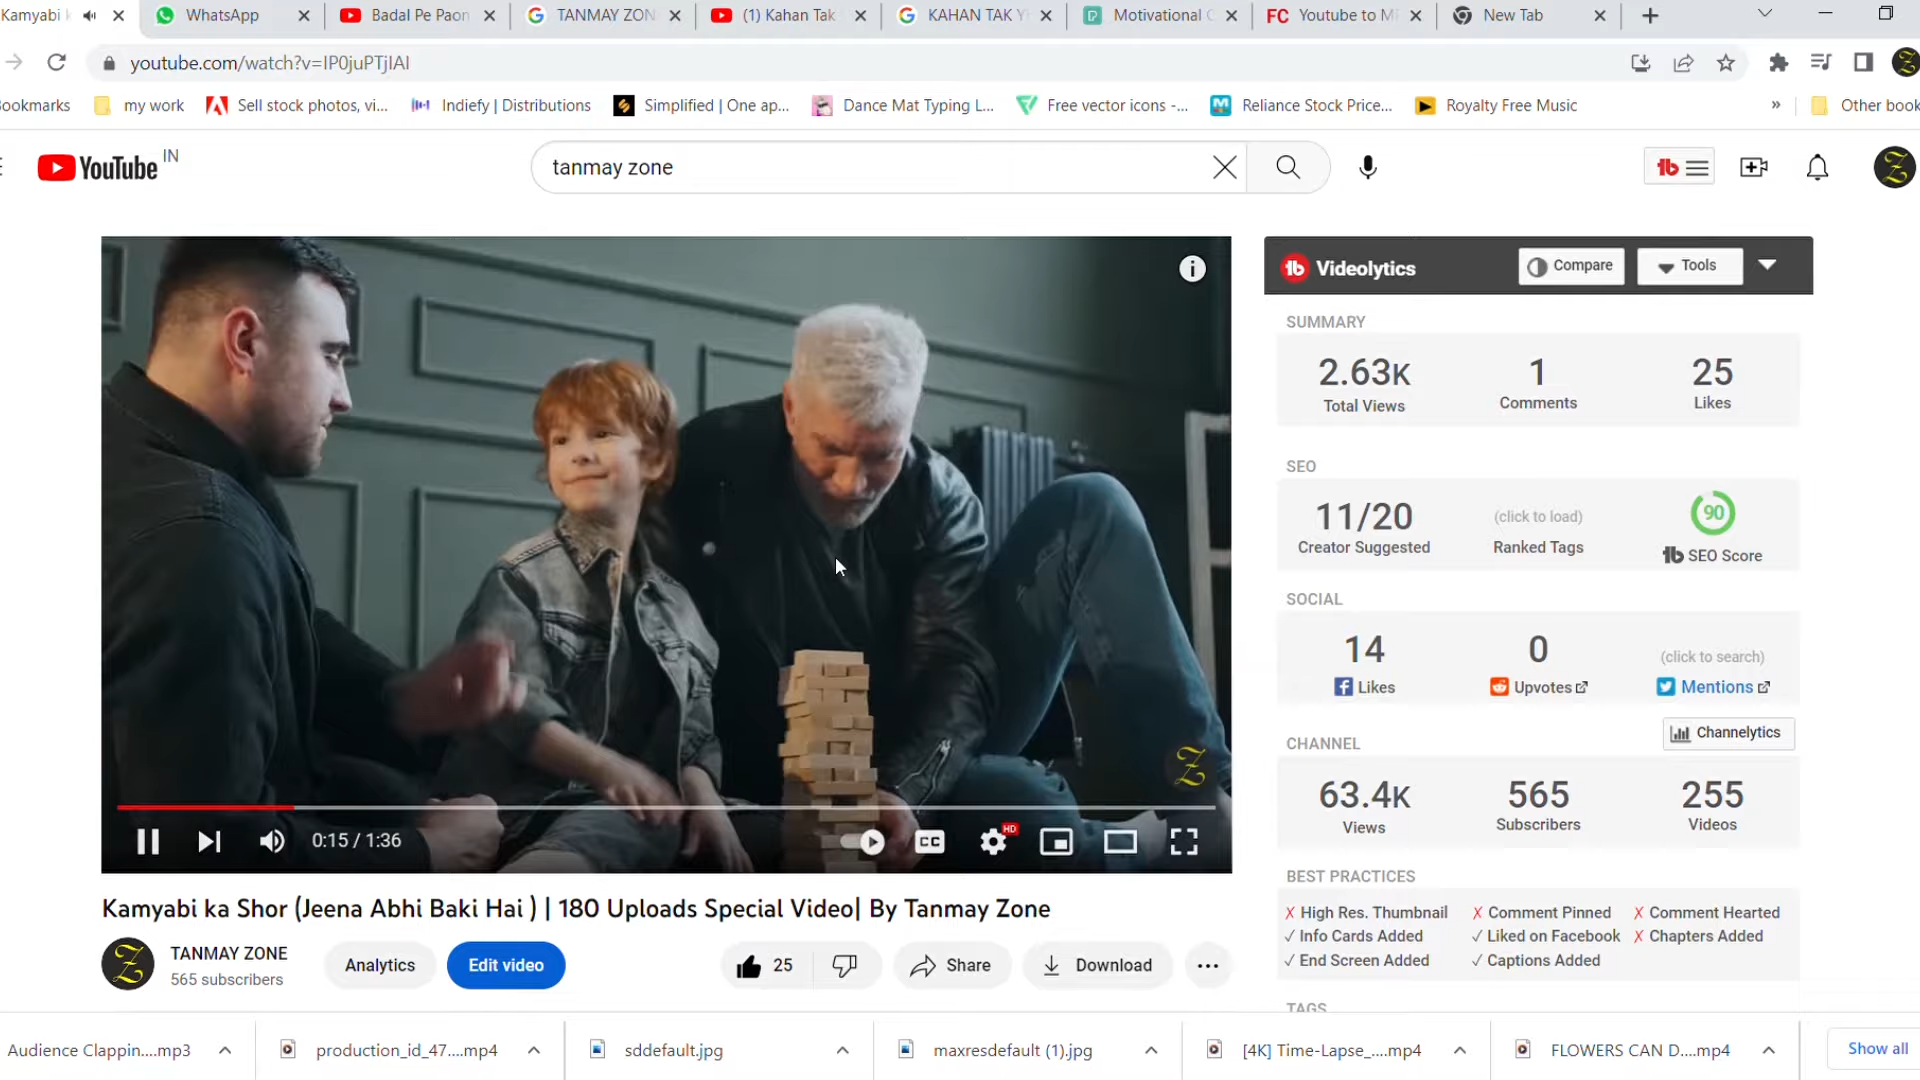 Kamyabi
WhatsApp
Badal Pe Paon
TANMAY ZON
(1) Kahan Tak
KAHAN TAK
Motivational
Youtube to
New Tab
youtube.com/watch?v=IP0juPTjIAI
ookmarks
my work
Sell stock photos, vi...
Indiefy | Distributions
Simplified | One ap...
Dance Mat Typing L...
Free vector icons -...
Reliance Stock Price...
Royalty Free Music
»
Other book
YouTube IN
tanmay zone
Videolytics
Compare
Tools
SUMMARY
2.63K 1 25
Total Views Comments Likes
SEO
11/20 (click to load) 90
Creator Suggested Ranked Tags SEO Score
SOCIAL
14 0 (click to search)
Likes Upvotes Mentions
CHANNEL Channelytics
63.4K 565 255
Views Subscribers Videos
BEST PRACTICES
✗ High Res. Thumbnail ✗ Comment Pinned ✗ Comment Hearted
✓ Info Cards Added ✓ Liked on Facebook ✗ Chapters Added
✓ End Screen Added ✓ Captions Added
TAGS
0:15 / 1:36
CC
HD
Kamyabi ka Shor (Jeena Abhi Baki Hai ) | 180 Uploads Special Video| By Tanmay Zone
TANMAY ZONE
565 subscribers
Analytics
Edit video
25
Share
Download
Audience Clappin....mp3
production_id_47....mp4
sddefault.jpg
maxresdefault (1).jpg
[4K] Time-Lapse_....mp4
FLOWERS CAN D....mp4
Show all